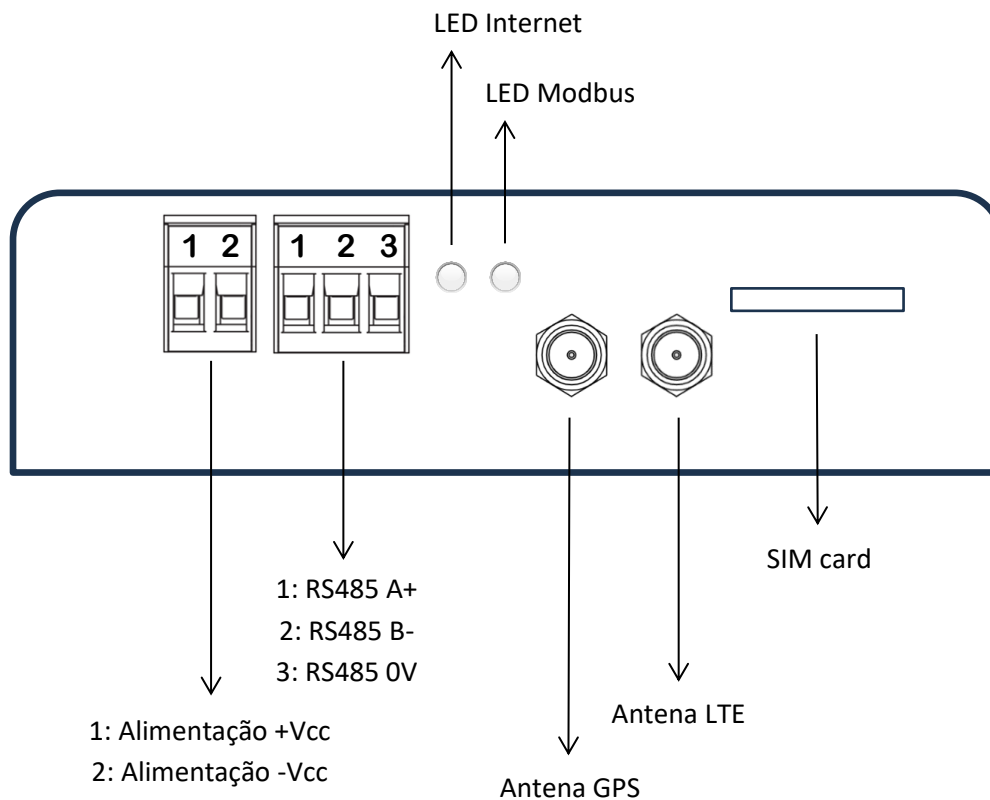 LED Internet
LED Modbus
1 2
1 2 3
SIM card
1: RS485 A+
2: RS485 B-
3: RS485 0V
Antena LTE
1: Alimentação +Vcc
2: Alimentação -Vcc
Antena GPS